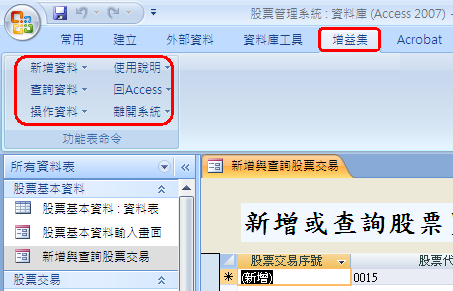 股票管理系統 : 資料庫 (Access 2007) -
常用 建立 外部資料 資料庫工具 增益集 Acrobat
新增資料 使用說明
查詢資料 回Access
操作資料 離開系統
功能表命令
所有資料表 新增與查詢股票交易
股票基本資料
股票基本資料 : 資料表
股票基本資料輸入畫面
新增與查詢股票交易
股票交易
新增或查詢股票
股票交易序號 股票代
(新增) 0015